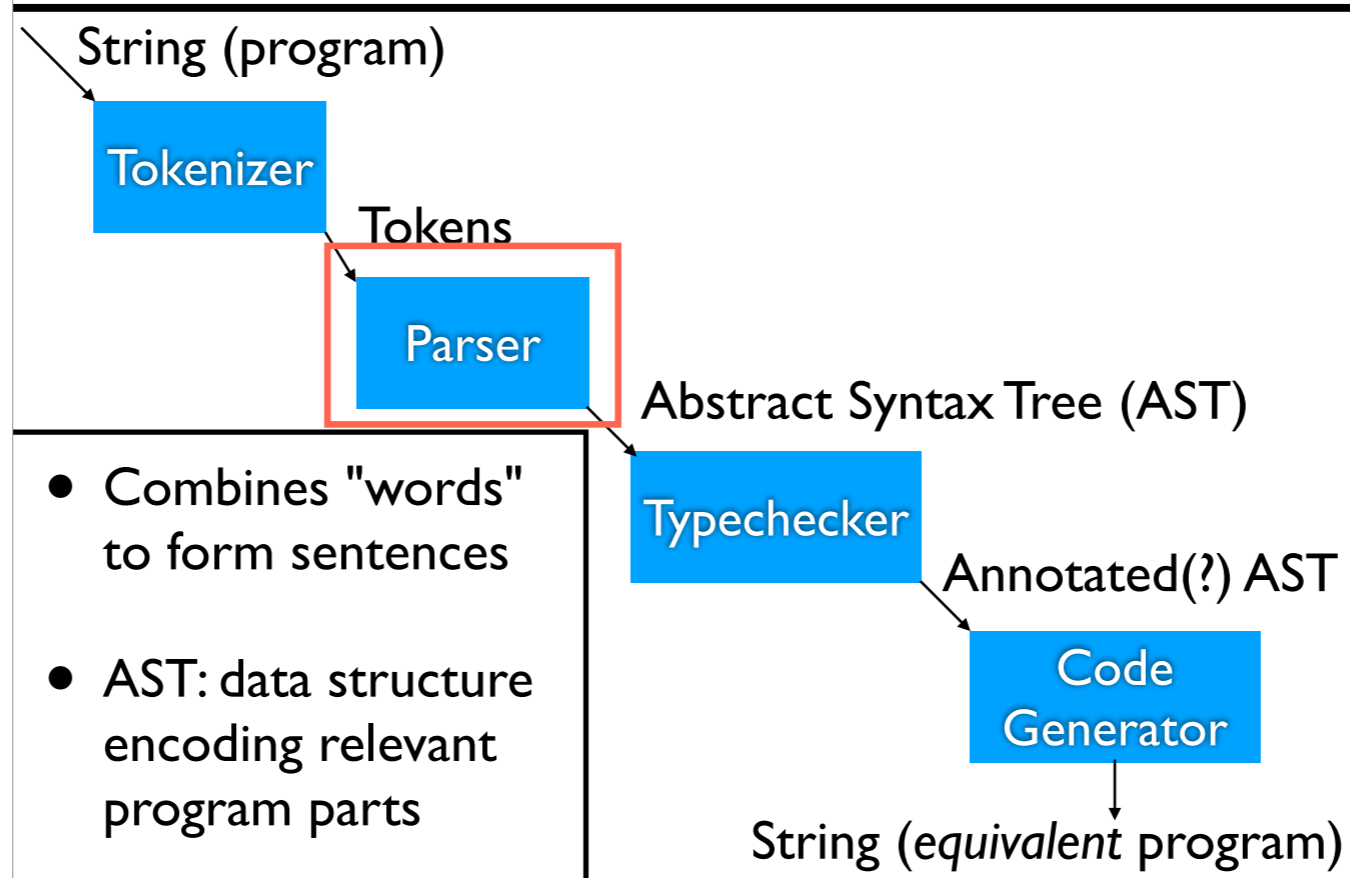 String (program)
Tokenizer
Tokens
Parser
Abstract Syntax Tree (AST)
Typechecker
Annotated(?) AST
Code
Generator
String (equivalent program)
• Combines "words"
to form sentences
• AST: data structure
encoding relevant
program parts